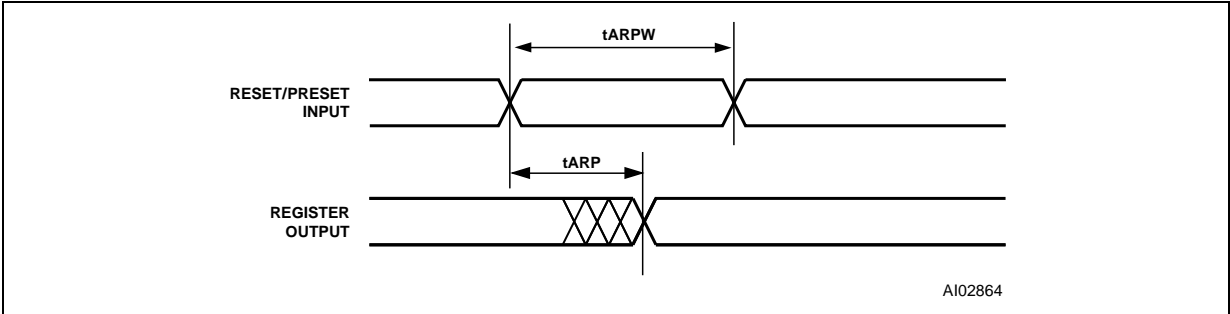 tARPW
RESET/PRESET
INPUT
tARP
REGISTER
OUTPUT
AI02864